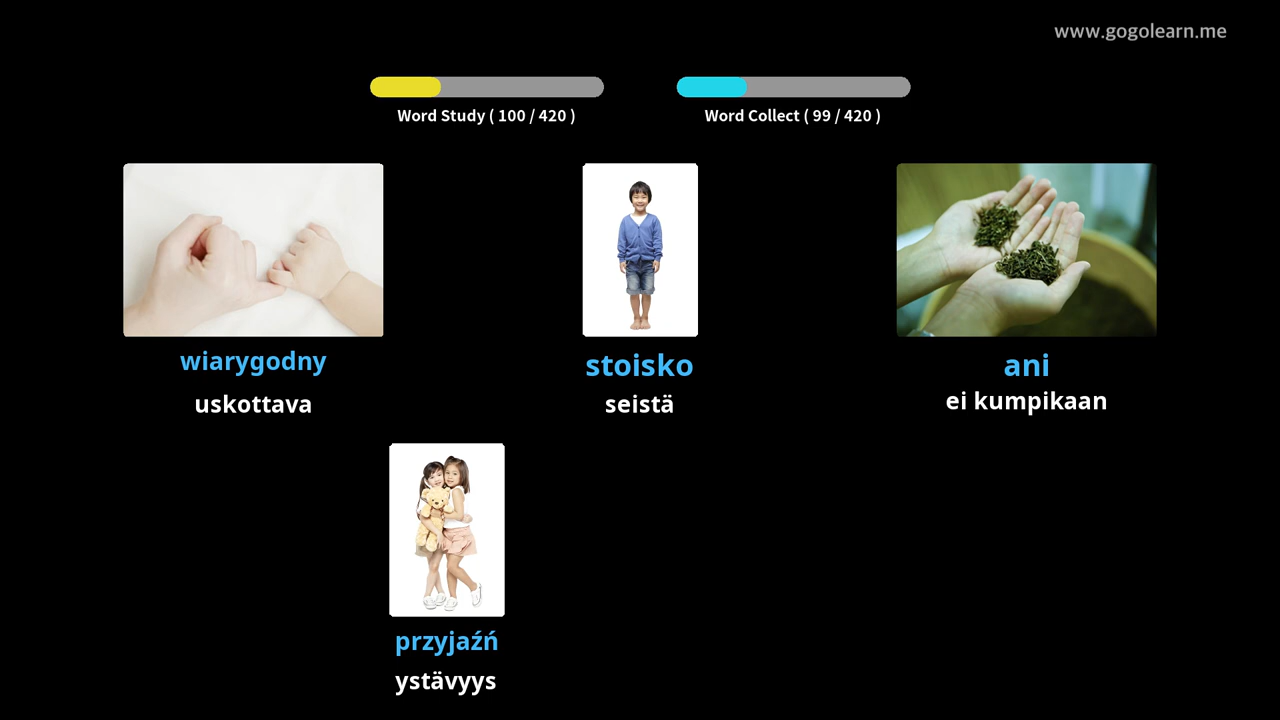 www.gogolearn.me
Word Study ( 100 / 420 )
Word Collect ( 99 / 420 )
wiarygodny
uskottava
stoisko
seistä
ani
ei kumpikaan
przyjaźń
ystävyys